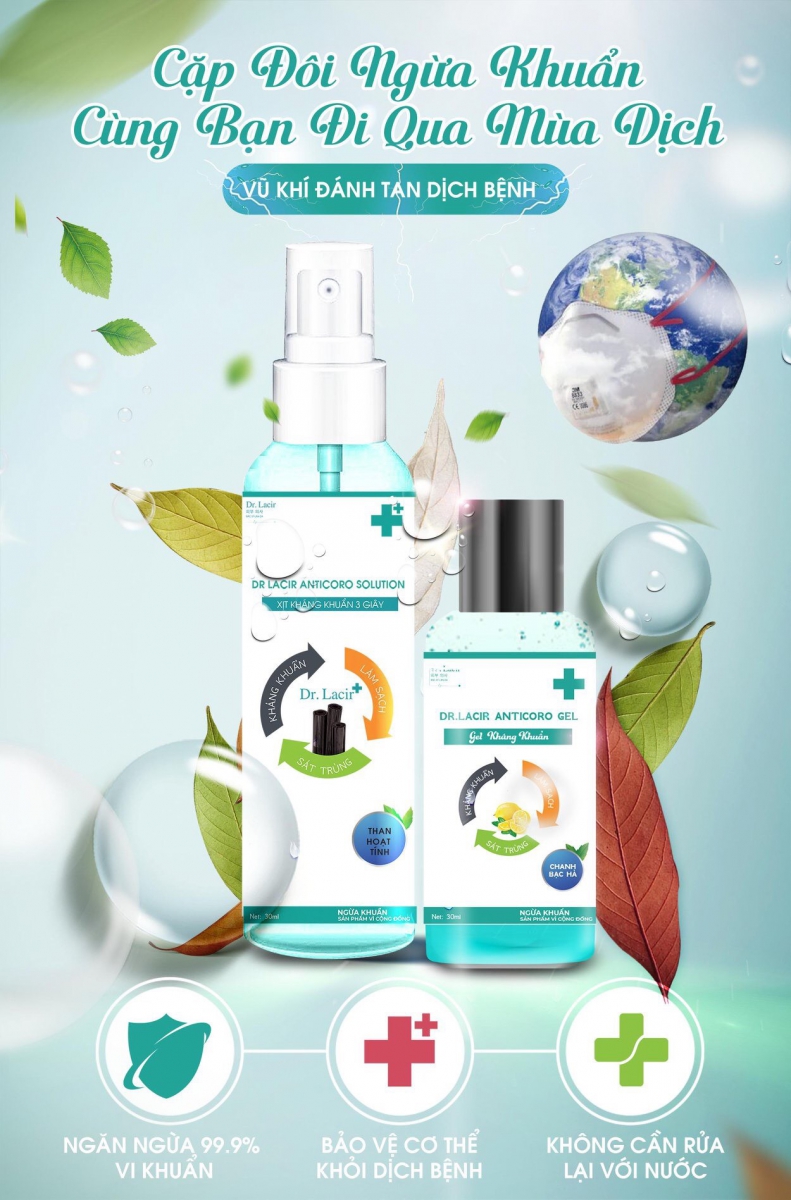 Cặp Đôi Ngừa Khuẩn
Cùng Bạn Đi Qua Mùa Dịch
VŨ KHÍ ĐÁNH TAN DỊCH BỆNH
Dr. Lacir
DR LACIR ANTICORO SOLUTION
XỊT KHÁNG KHUẨN 3 GIÂY
KHÁNG KHUẨN
LÀM SẠCH
SÁT TRÙNG
Dr. Lacir
THAN
HOẠT
TÍNH
Net: 30ml
NGỪA KHUẨN
SẢN PHẨM VÌ CỘNG ĐỒNG
DR.LACIR ANTICORO GEL
Gel Kháng Khuẩn
KHÁNG KHUẨN
SÁT TRÙNG
CHANH
BẠC HÀ
Net: 30ml
NGỪA KHUẨN
SẢN PHẨM VÌ CỘNG ĐỒNG
NGĂN NGỪA 99.9%
VI KHUẨN
BẢO VỆ CƠ THỂ
KHỎI DỊCH BỆNH
KHÔNG CẦN RỬA
LẠI VỚI NƯỚC